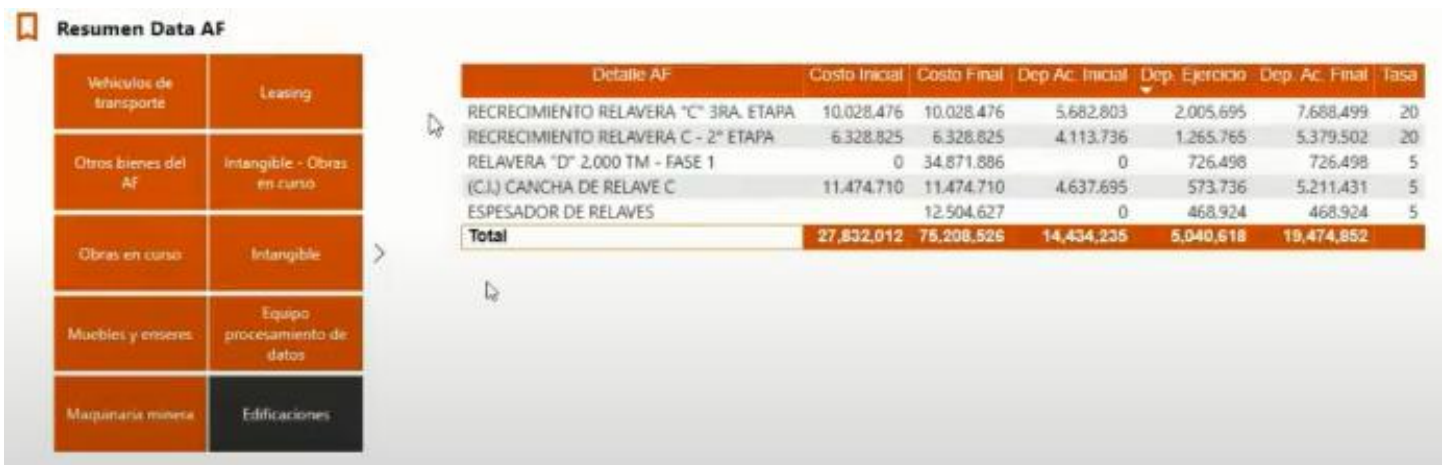 Resumen Data AF
Vehiculos de
transporte
Leasing
Otros bienes del
AF
Intangible - Obras
en curso
Obras en curso
Intangible
Muebles y enseres
Equipo
procesamiento de
datos
Maquinaria minera
Edificaciones
Detalle AF Costo Inicial Costo Final Dep Ac. Inicial Dep. Ejercicio Dep. Ac. Final Tasa
RECRECIMIENTO RELAVERA "C" 3RA. ETAPA 10,028,476 10,028,476 5,682,803 2,005,695 7,688,499 20
RECRECIMIENTO RELAVERA C - 2° ETAPA 6,328,825 6,328,825 4,113,736 1,265,765 5,379,502 20
RELAVERA "D" 2,000 TM - FASE 1 0 34,871,886 0 726,498 726,498 5
(C.I.) CANCHA DE RELAVE C 11,474,710 11,474,710 4,637,695 573,736 5,211,431 5
ESPESADOR DE RELAVES 12,504,627 0 468,924 468,924 5
Total 27,832,012 75,208,526 14,434,235 5,040,618 19,474,852